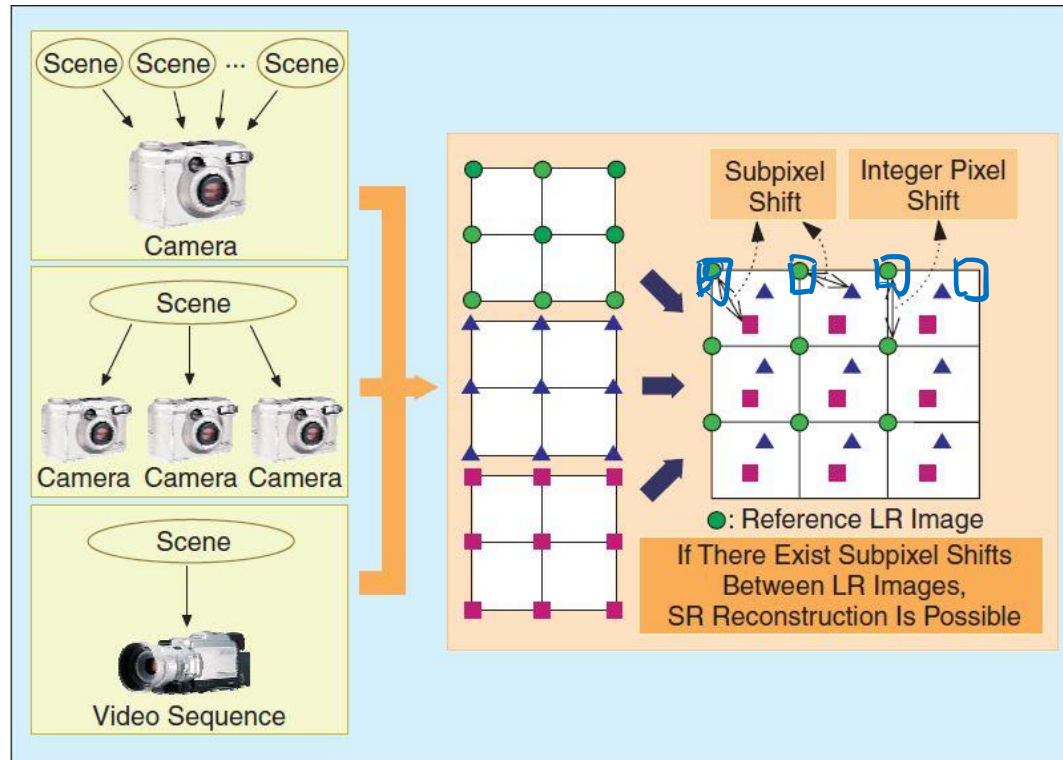 Scene Scene ... Scene
Camera
Scene
Camera Camera Camera
Scene
Video Sequence
Subpixel
Shift
Integer Pixel
Shift
: Reference LR Image
If There Exist Subpixel Shifts
Between LR Images,
SR Reconstruction Is Possible